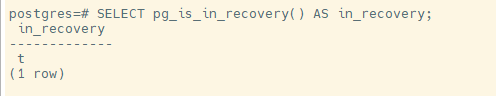 postgres=# SELECT pg_is_in_recovery() AS in_recovery;
 in_recovery
-------------
 t
(1 row)